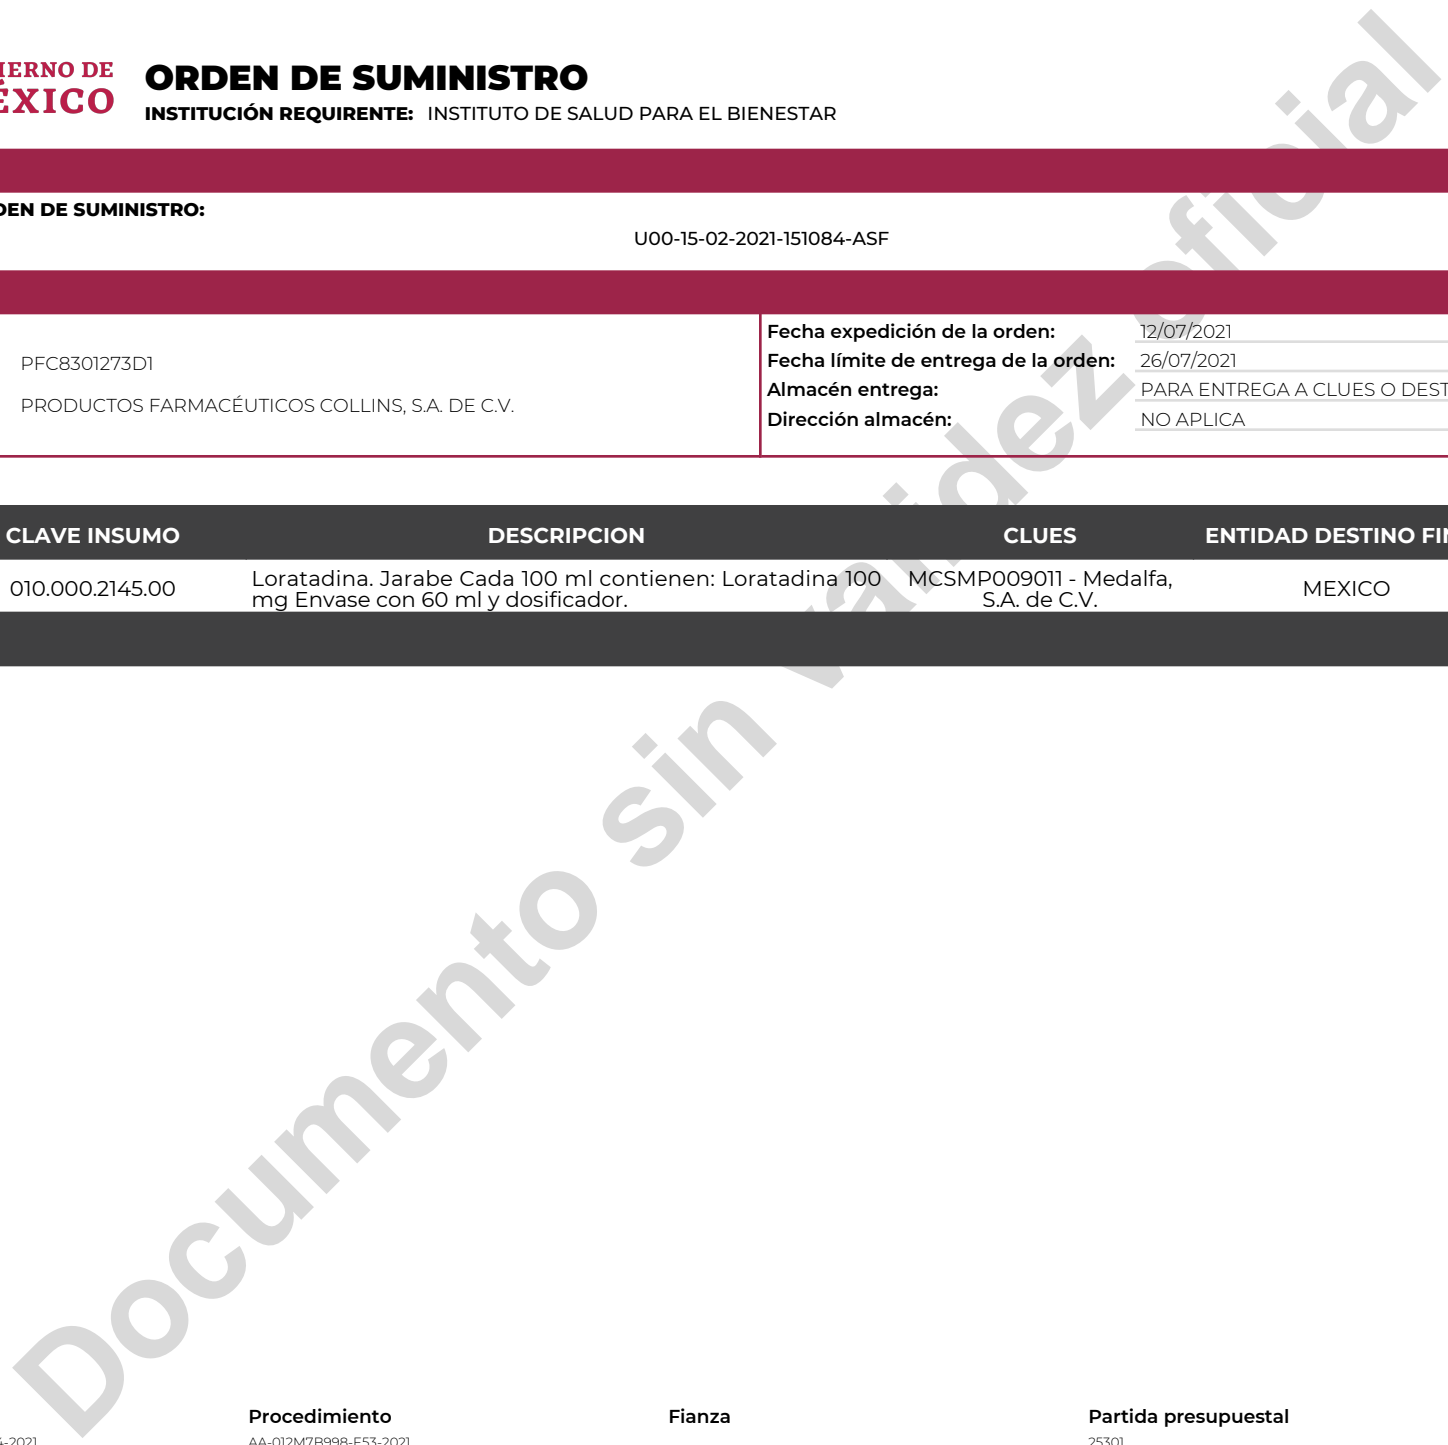 IERNO DE
ÉXICO
ORDEN DE SUMINISTRO
INSTITUCIÓN REQUIRENTE: INSTITUTO DE SALUD PARA EL BIENESTAR
DEN DE SUMINISTRO:
U00-15-02-2021-151084-ASF
PFC8301273D1
PRODUCTOS FARMACÉUTICOS COLLINS, S.A. DE C.V.
Fecha expedición de la orden: 12/07/2021
Fecha límite de entrega de la orden: 26/07/2021
Almacén entrega: PARA ENTREGA A CLUES O DEST
Dirección almacén: NO APLICA
CLAVE INSUMO DESCRIPCION CLUES ENTIDAD DESTINO FIN
010.000.2145.00
Loratadina. Jarabe Cada 100 ml contienen: Loratadina 100
mg Envase con 60 ml y dosificador.
MCSMP009011 - Medalfa,
S.A. de C.V.
MEXICO
Documento sin validez oficial
Procedimiento Fianza Partida presupuestal
-2021 AA-012M7B998-E53-2021 25301